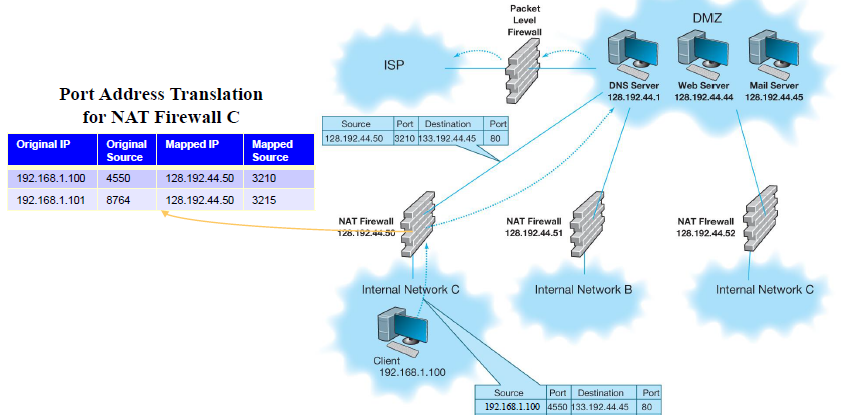 Packet
Level
Firewall
DMZ
ISP
DNS Server
128.192.44.1
Web Server
128.192.44.44
Mail Server
128.192.44.45
Port Address Translation
for NAT Firewall C
Original IP Original Source Mapped IP Mapped Source
192.168.1.100 4550 128.192.44.50 3210
192.168.1.101 8764 128.192.44.50 3215
Source Port Destination Port
128.192.44.50 3210 133.192.44.45 80
NAT Firewall
128.192.44.50
NAT Firewall
128.192.44.51
NAT Firewall
128.192.44.52
Internal Network C
Internal Network B
Internal Network C
Client
192.168.1.100
Source Port Destination Port
192.168.1.100 4550 133.192.44.45 80